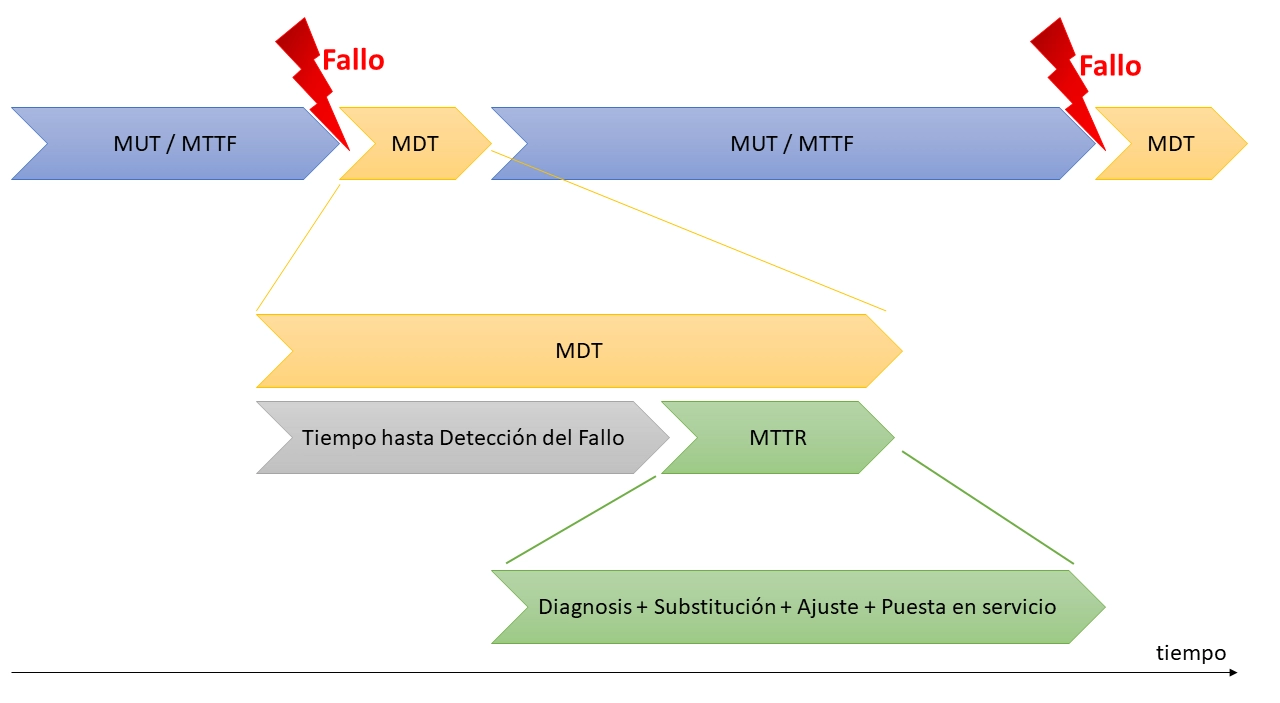 Fallo
Fallo
MUT / MTTF
MDT
MUT / MTTF
MDT
MDT
Tiempo hasta Detección del Fallo
MTTR
Diagnosis + Substitución + Ajuste + Puesta en servicio
tiempo